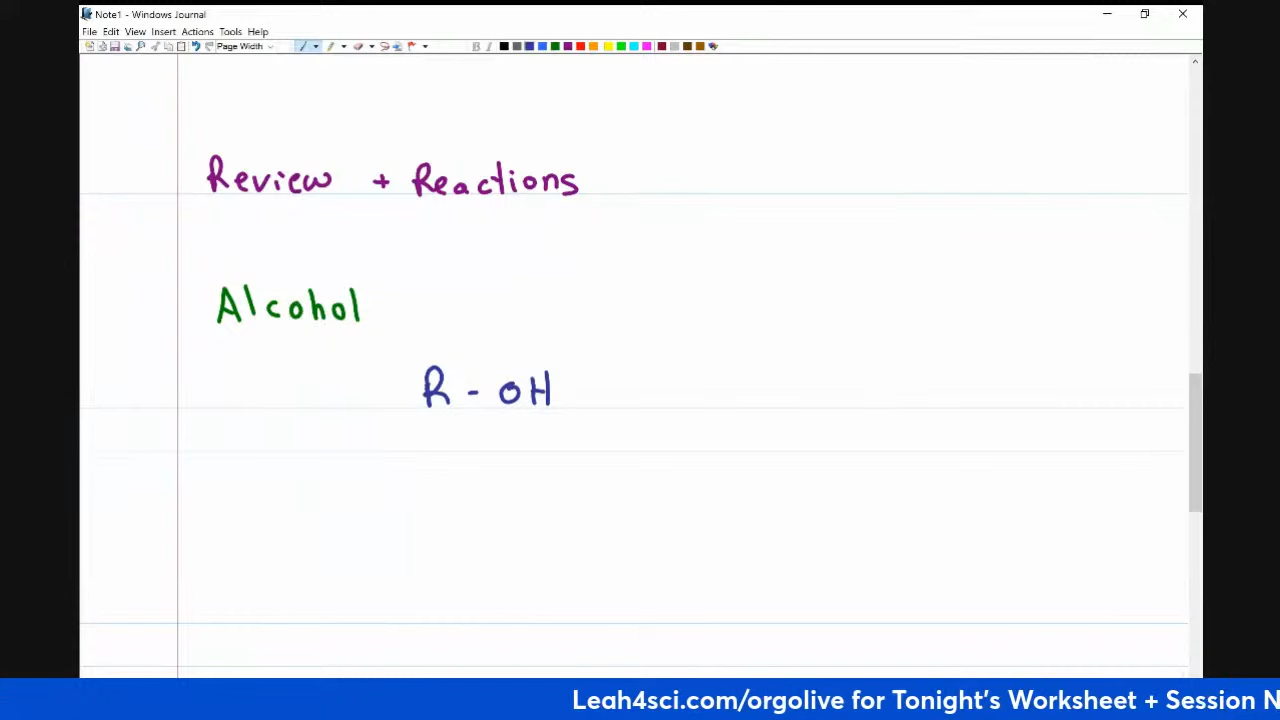 Note1 - Windows Journal
File Edit View Insert Actions Tools Help
Page Width
B I
Review + Reactions
Alcohol
R - OH
Leah4sci.com/orgolive for Tonight's Worksheet + Session N